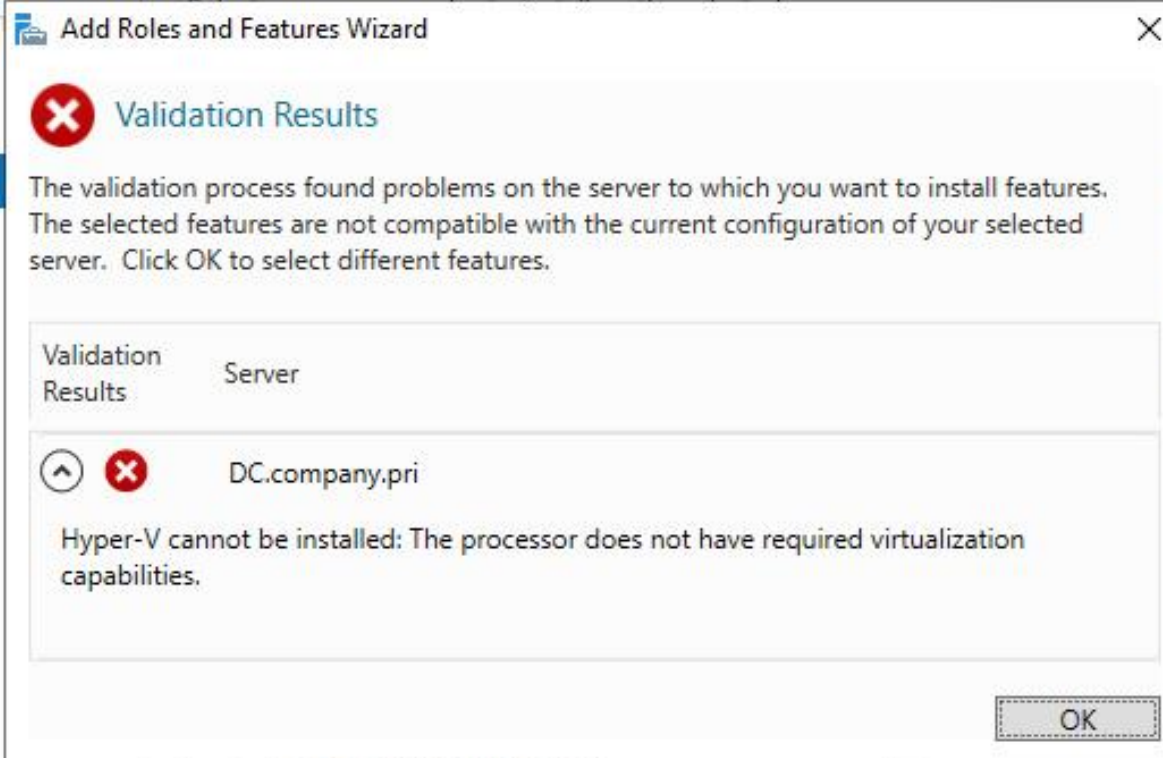 Add Roles and Features Wizard
Validation Results
The validation process found problems on the server to which you want to install features.
The selected features are not compatible with the current configuration of your selected
server.  Click OK to select different features.
Validation
Results
Server
DC.company.pri
Hyper-V cannot be installed: The processor does not have required virtualization
capabilities.
OK